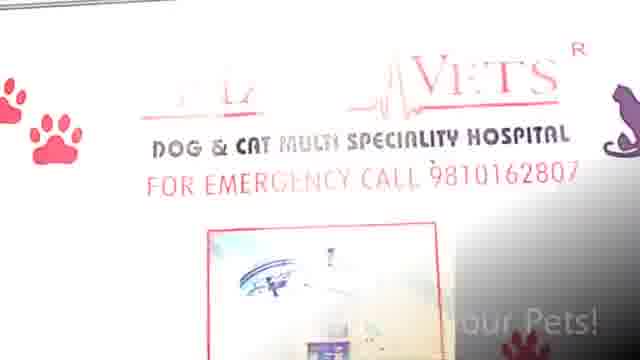 VETS ®
DOG & CAT MULTI SPECIALITY HOSPITAL
FOR EMERGENCY CALL 9810162807
our Pets!